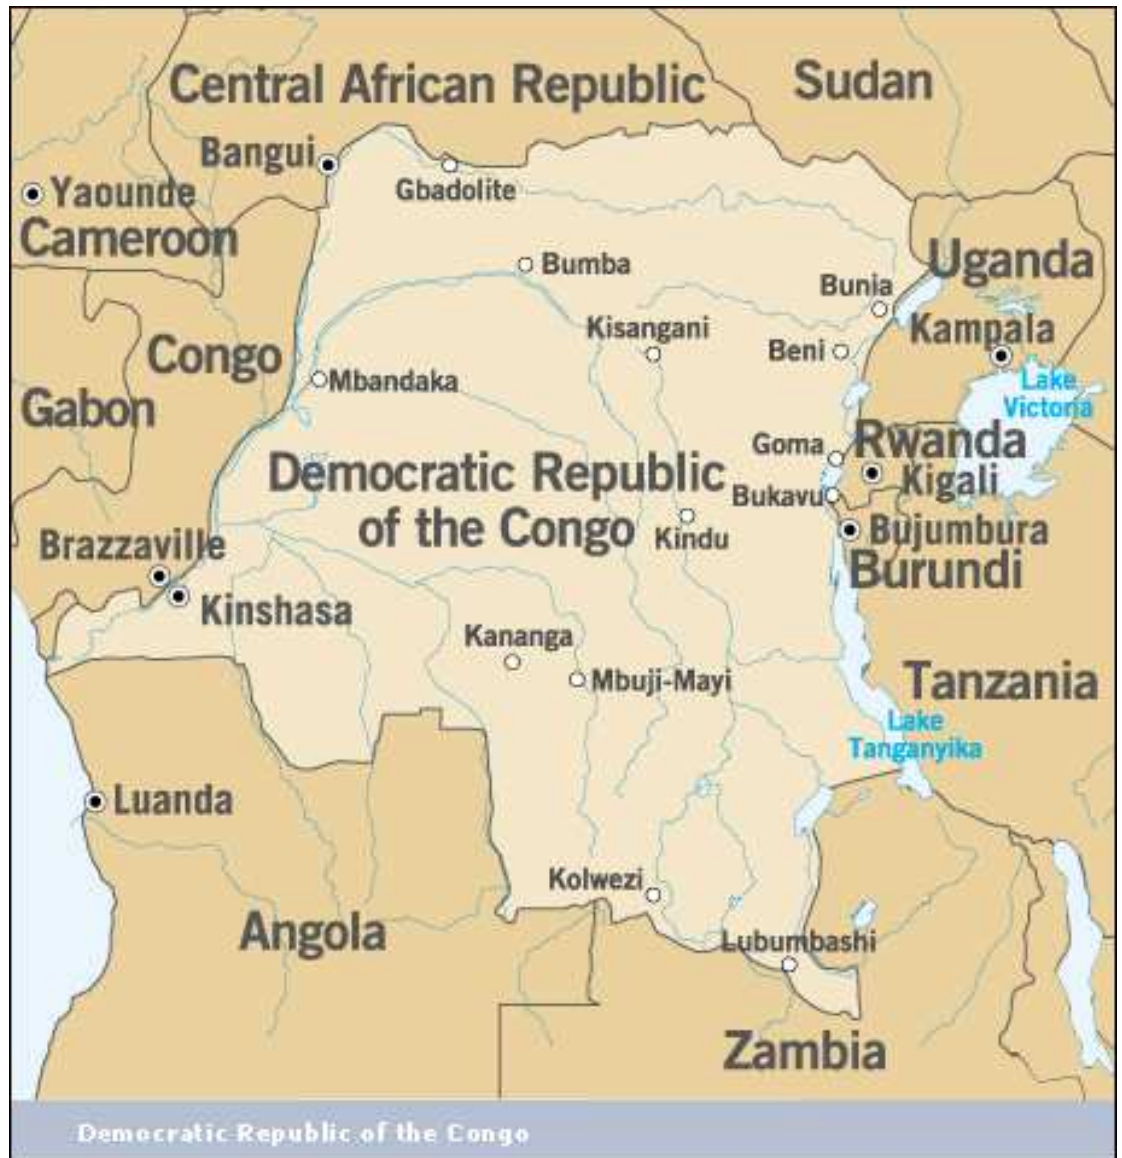 Central African Republic
Sudan
Bangui
Gbadolite
Yaounde
Cameroon
Bumba
Uganda
Bunia
Kisangani
Kampala
Beni
Congo
Mbandaka
Lake
Victoria
Gabon
Goma
Rwanda
Democratic Republic
of the Congo
Kigali
Bukavu
Kindu
Bujumbura
Brazzaville
Burundi
Kinshasa
Kananga
Mbuji-Mayi
Tanzania
Lake
Tanganyika
Luanda
Kolwezi
Angola
Lubumbashi
Zambia
Democratic Republic of the Congo